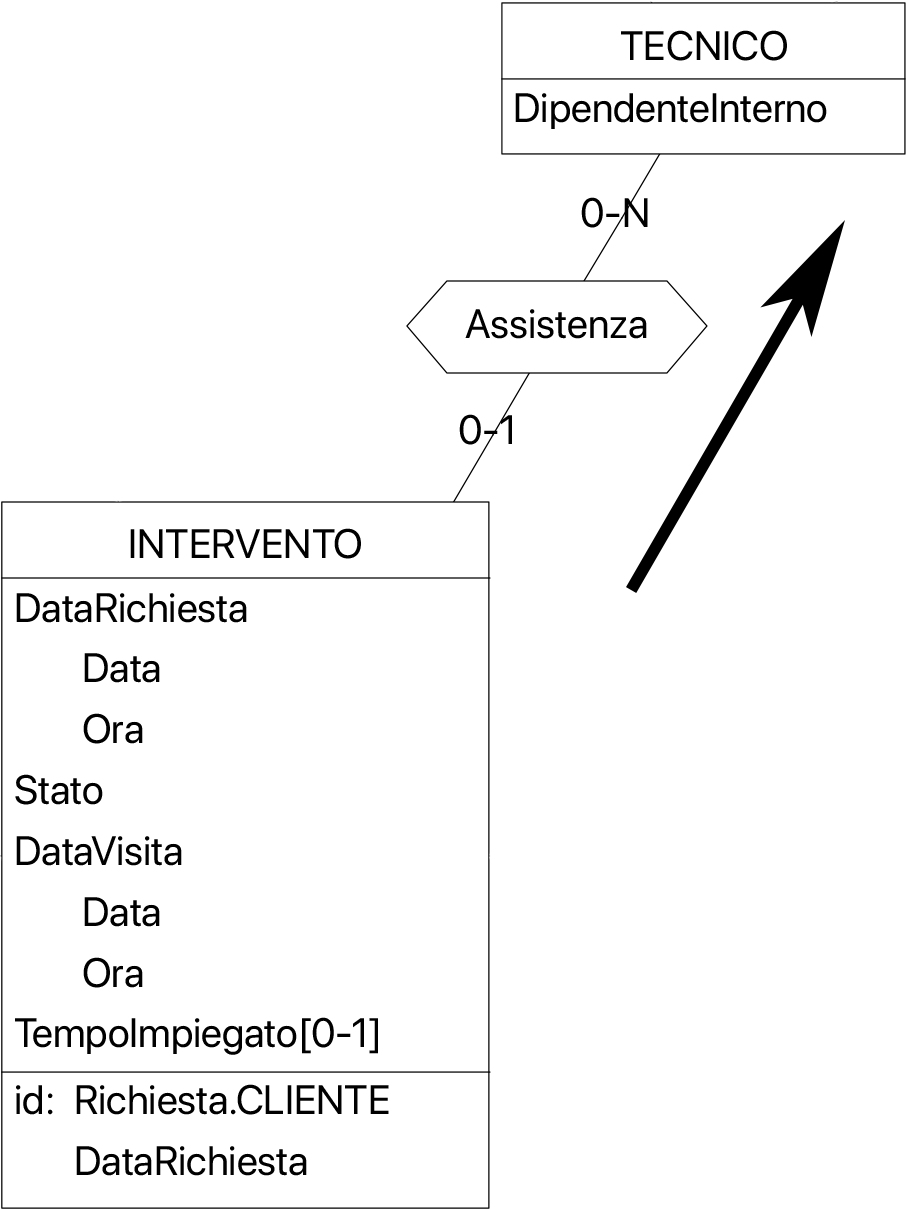 TECNICO
DipendenteInterno
0-N
Assistenza
0-1
INTERVENTO
DataRichiesta
Data
Ora
Stato
DataVisita
Data
Ora
TempoImpiegato[0-1]
id: Richiesta.CLIENTE
DataRichiesta